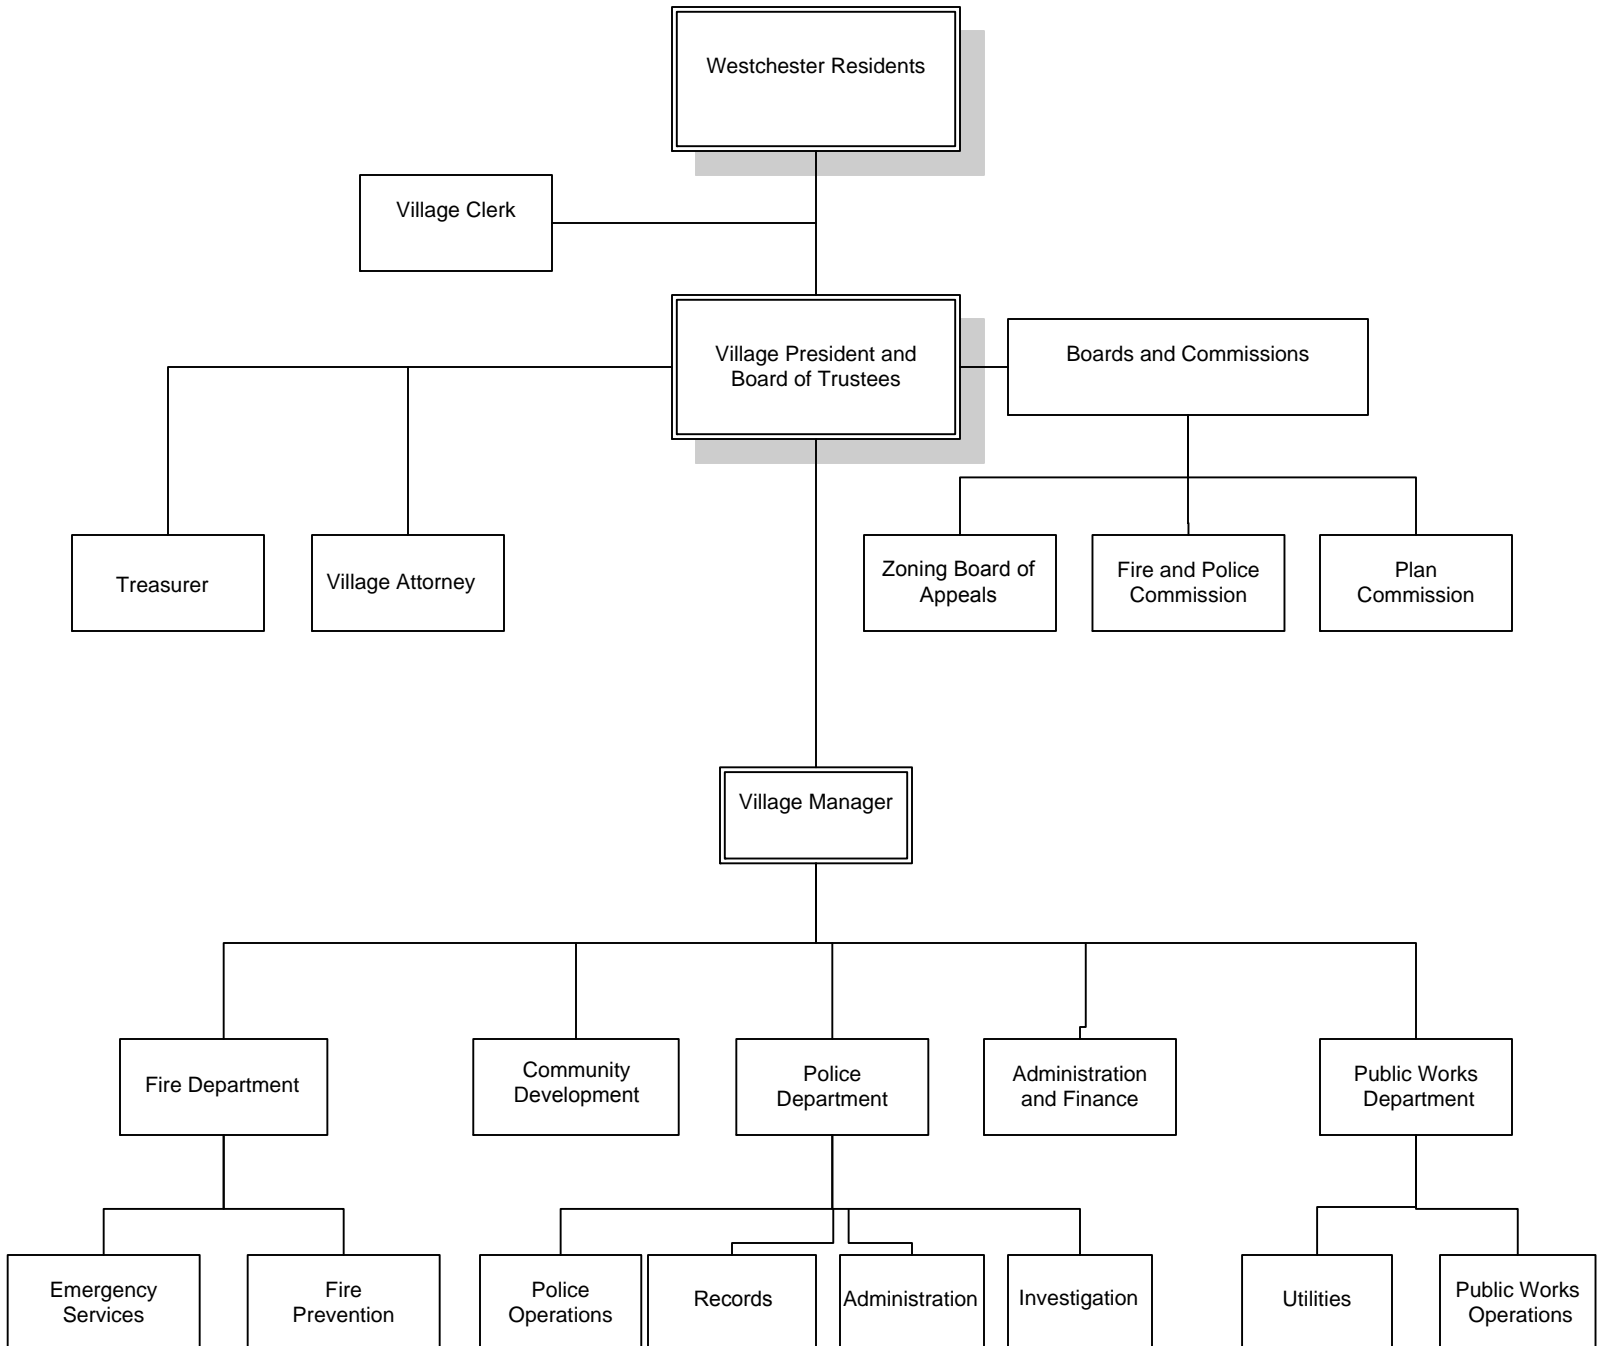 Westchester Residents
Village Clerk
Village President and
Board of Trustees
Boards and Commissions
Treasurer
Village Attorney
Zoning Board of
Appeals
Fire and Police
Commission
Plan
Commission
Village Manager
Fire Department
Community
Development
Police
Department
Administration
and Finance
Public Works
Department
Emergency
Services
Fire
Prevention
Police
Operations
Records
Administration
Investigation
Utilities
Public Works
Operations